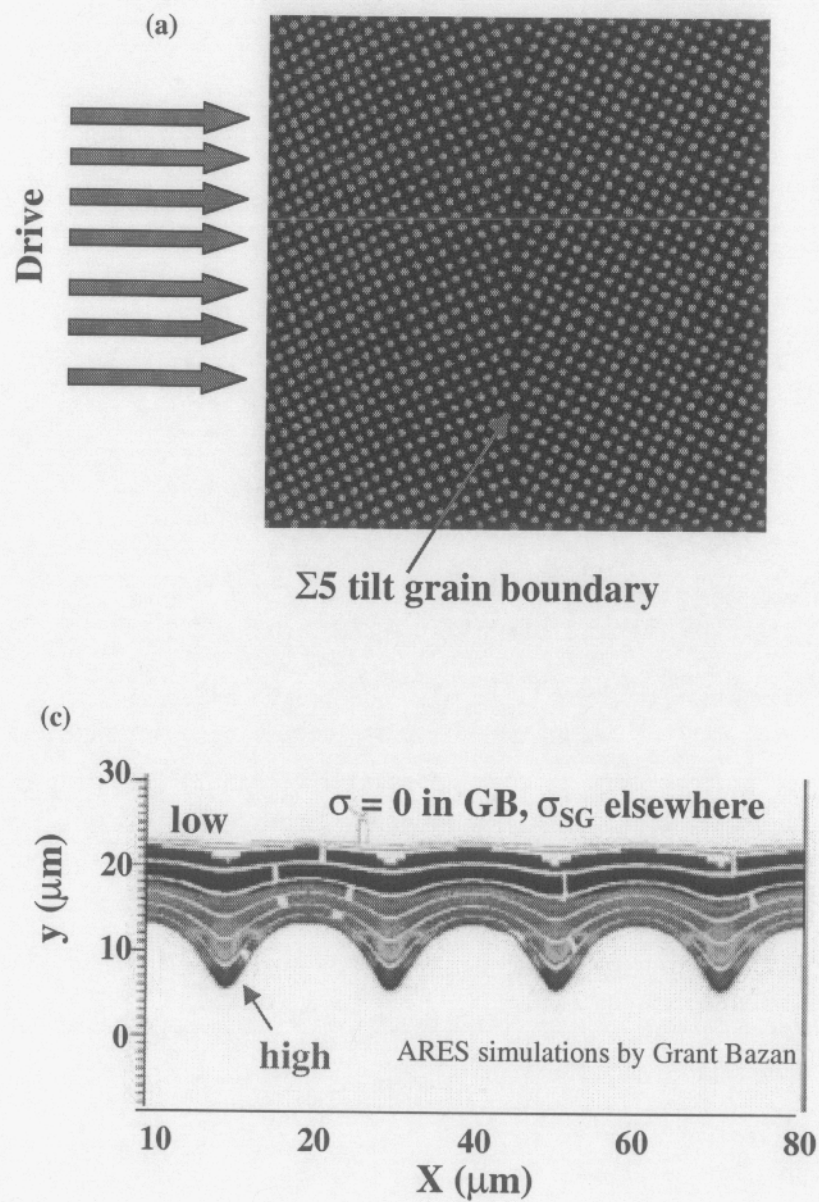 (a)
Drive
Σ5 tilt grain boundary
(c)
30
20
10
0
y (μm)
low
σ = 0 in GB, σSG elsewhere
high
ARES simulations by Grant Bazan
10
20
40
60
80
X (μm)